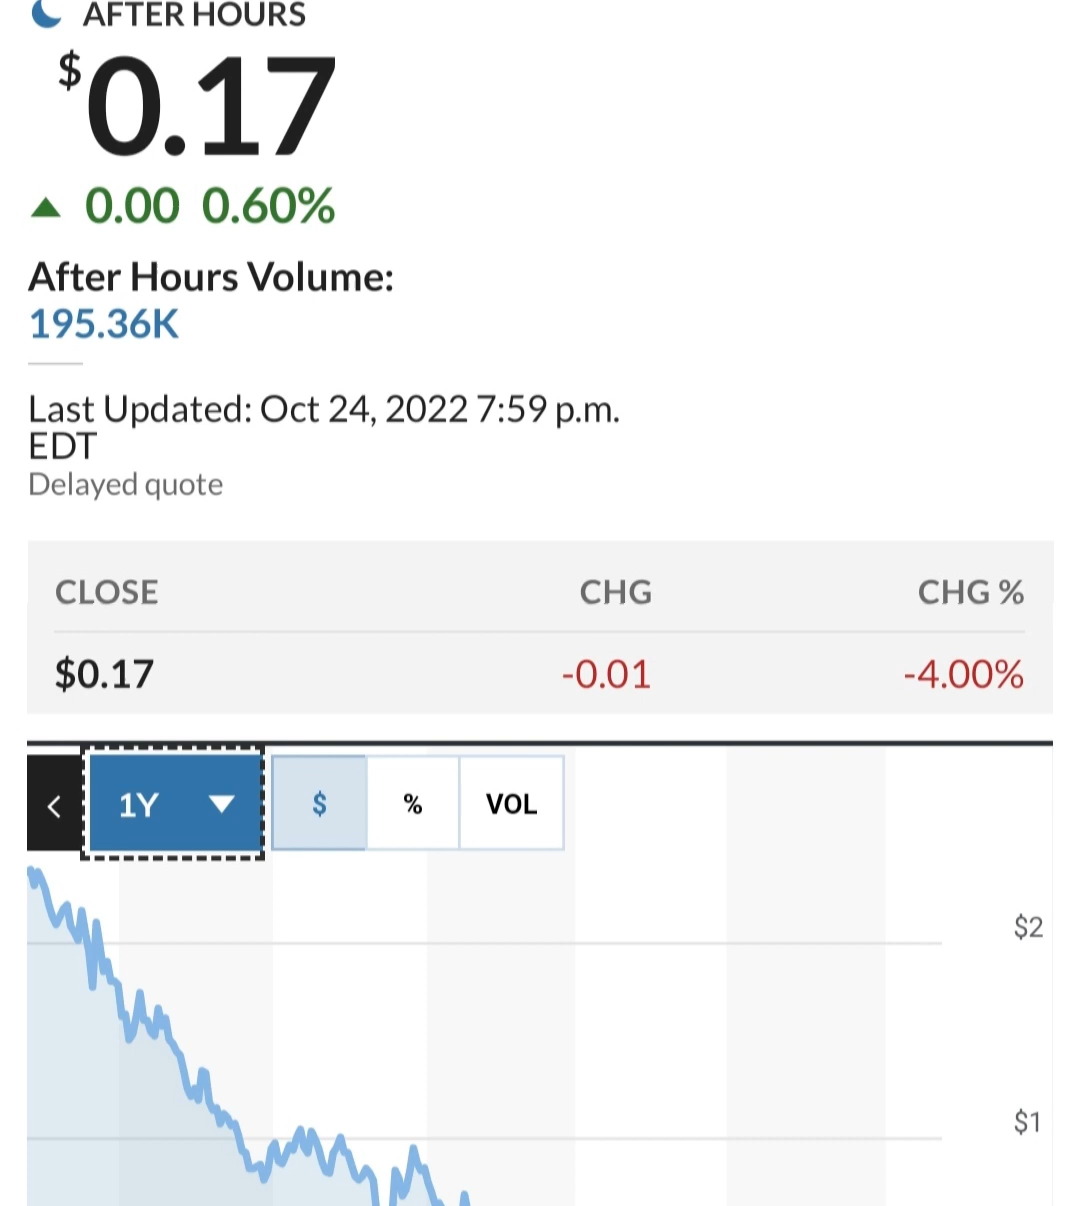 AFTER HOURS
$0.17
0.00 0.60%
After Hours Volume:
195.36K
Last Updated: Oct 24, 2022 7:59 p.m.
EDT
Delayed quote
CLOSE CHG CHG %
$0.17 -0.01 -4.00%
1Y $ % VOL
$2
$1